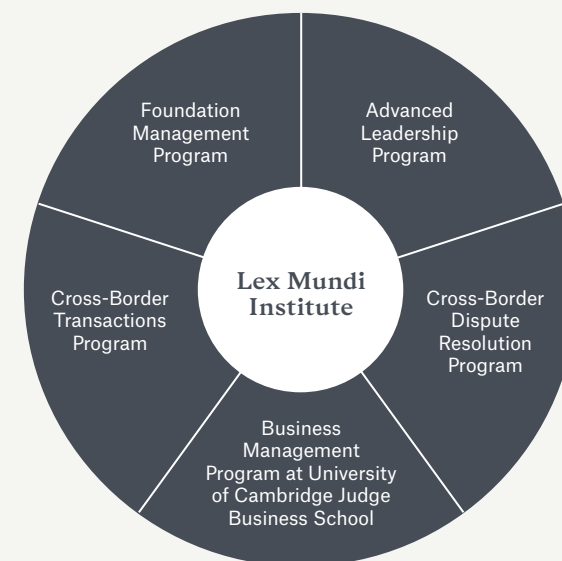 Foundation
Management
Program
Advanced
Leadership
Program
Lex Mundi
Institute
Cross-Border
Transactions
Program
Cross-Border
Dispute
Resolution
Program
Business
Management
Program at University
of Cambridge Judge
Business School